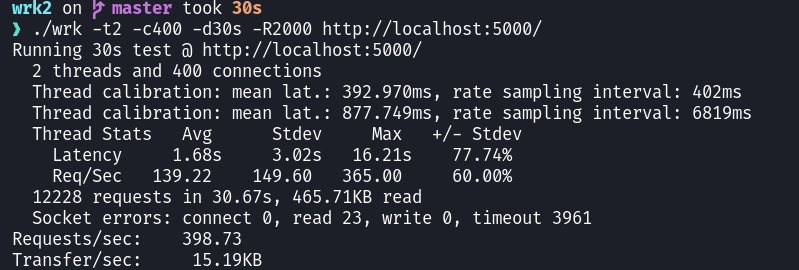 wrk2 on master took 30s
❯ ./wrk -t2 -c400 -d30s -R2000 http://localhost:5000/
Running 30s test @ http://localhost:5000/
  2 threads and 400 connections
  Thread calibration: mean lat.: 392.970ms, rate sampling interval: 402ms
  Thread calibration: mean lat.: 877.749ms, rate sampling interval: 6819ms
  Thread Stats   Avg      Stdev     Max   +/- Stdev
    Latency     1.68s     3.02s   16.21s    77.74%
    Req/Sec   139.22    149.60   365.00     60.00%
  12228 requests in 30.67s, 465.71KB read
  Socket errors: connect 0, read 23, write 0, timeout 3961
Requests/sec:    398.73
Transfer/sec:     15.19KB